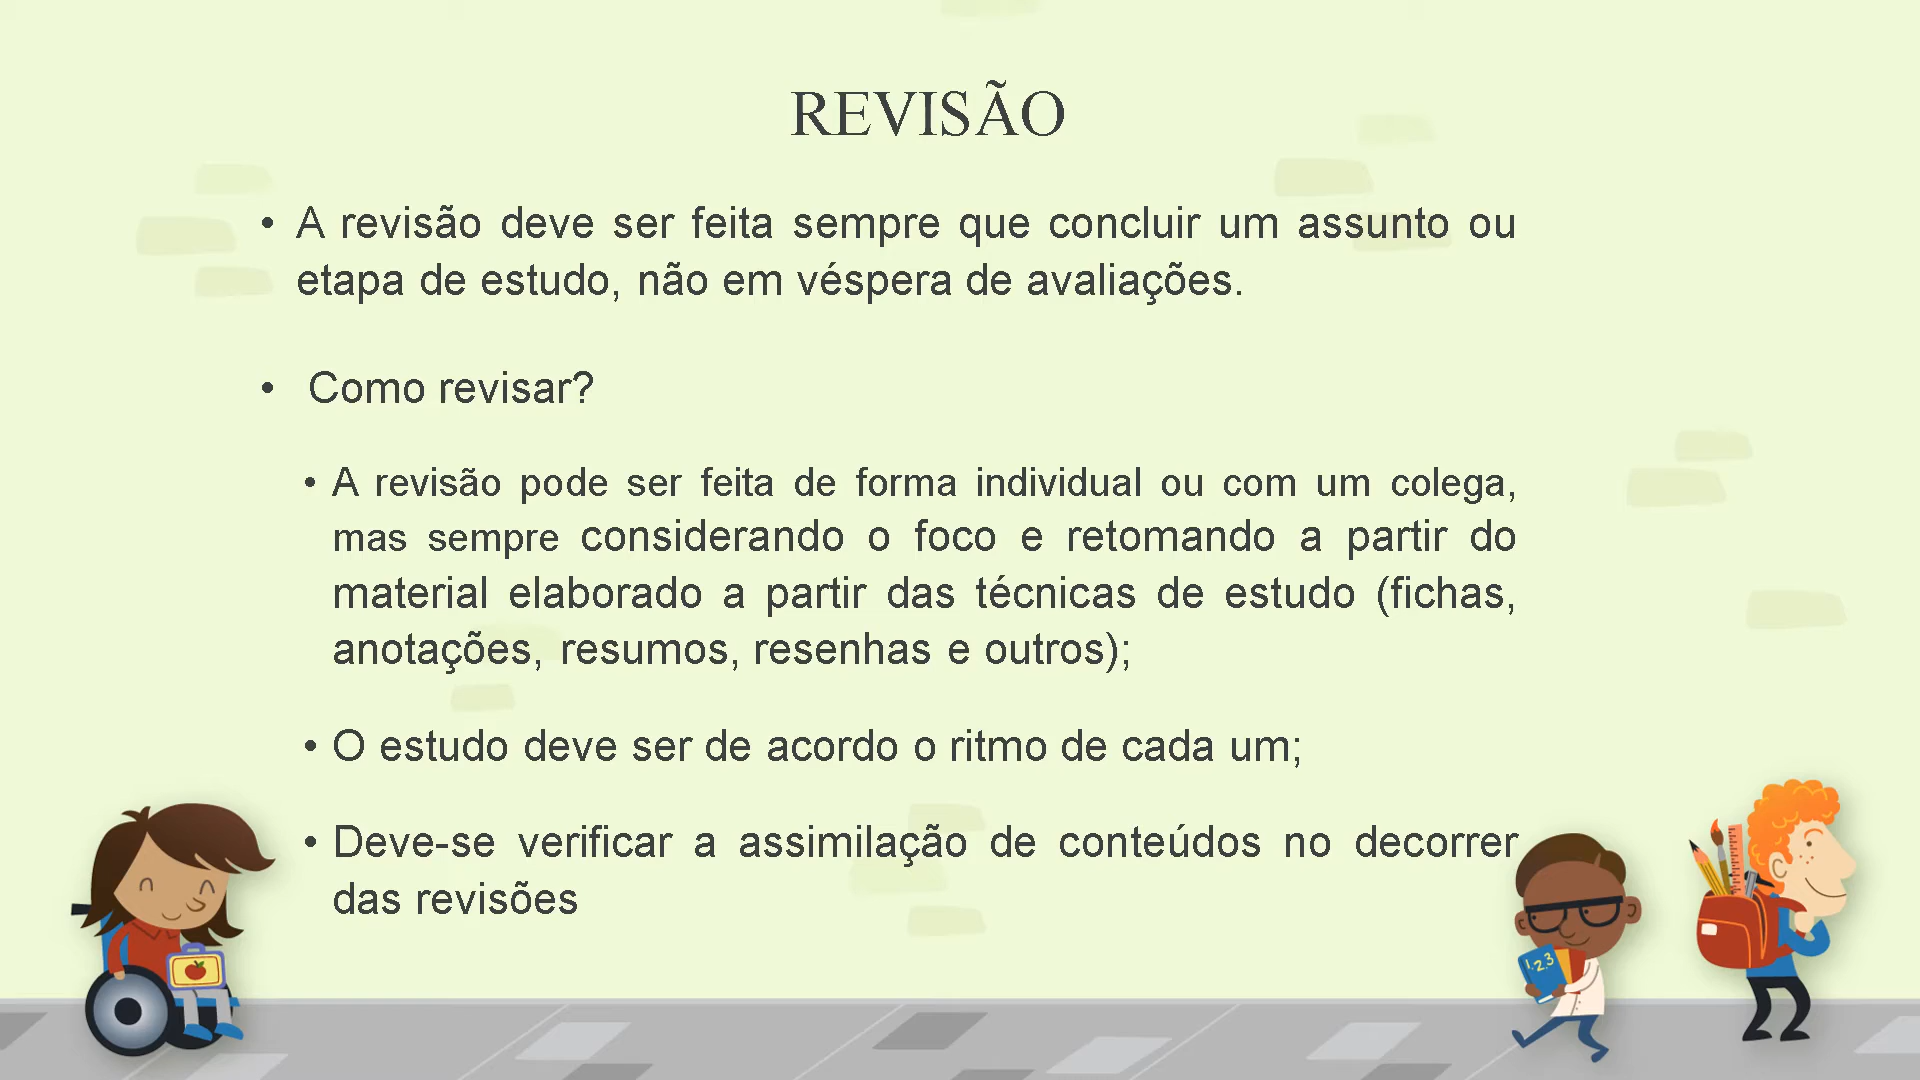 REVISÃO
• A revisão deve ser feita sempre que concluir um assunto ou
etapa de estudo, não em véspera de avaliações.
• Como revisar?
• A revisão pode ser feita de forma individual ou com um colega,
mas sempre considerando o foco e retomando a partir do
material elaborado a partir das técnicas de estudo (fichas,
anotações, resumos, resenhas e outros);
• O estudo deve ser de acordo o ritmo de cada um;
• Deve-se verificar a assimilação de conteúdos no decorrer
das revisões
1,2,3